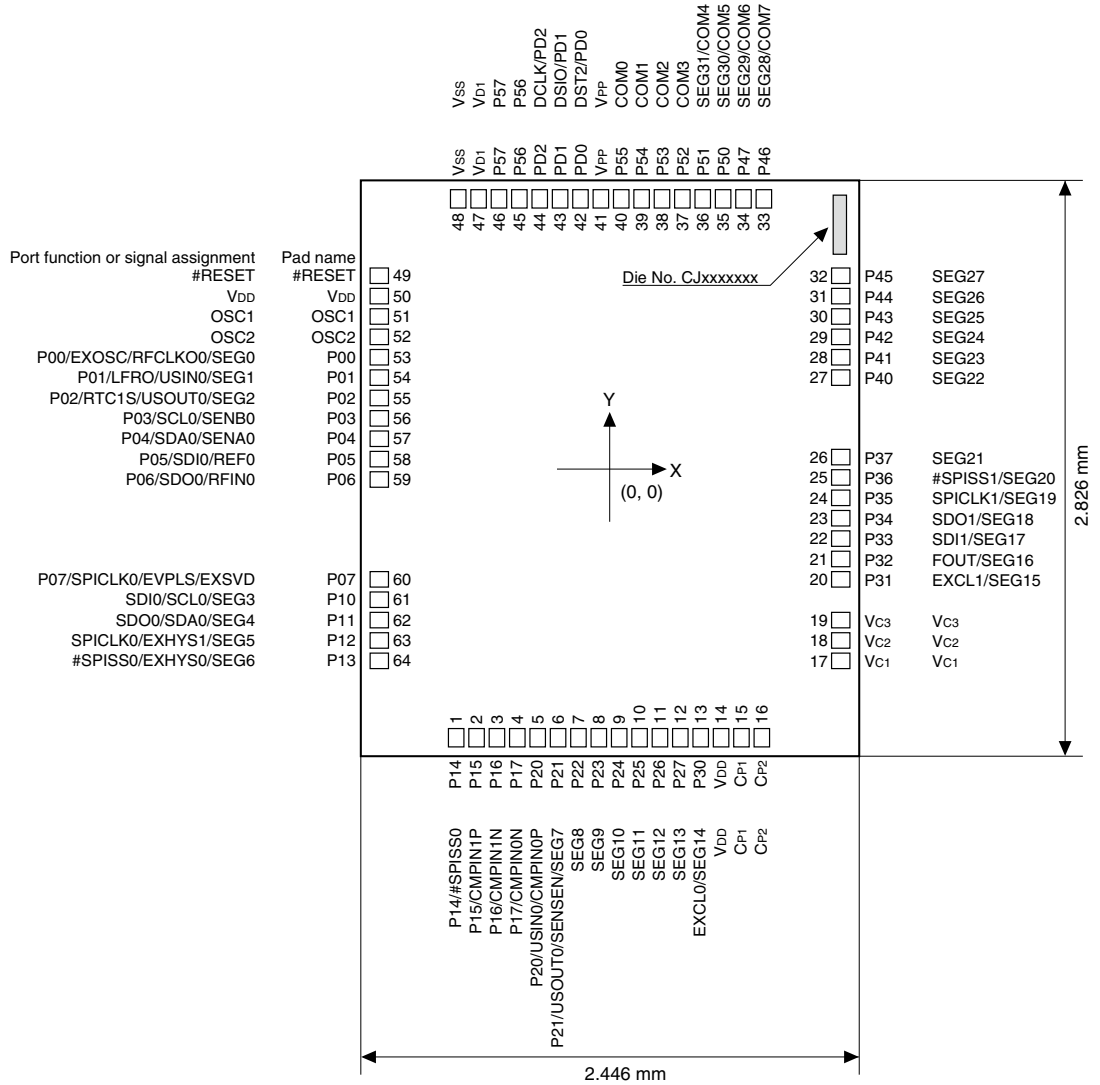 VSS VD1 P57 P56 DCLK/PD2 DSIO/PD1 DST2/PD0 VPP COM0 COM1 COM2 COM3 SEG31/COM4 SEG30/COM5 SEG29/COM6 SEG28/COM7
VSS VD1 P57 P56 PD2 PD1 PD0 VPP P55 P54 P53 P52 P51 P50 P47 P46
48 47 46 45 44 43 42 41 40 39 38 37 36 35 34 33
Port function or signal assignment Pad name
#RESET #RESET 49
VDD VDD 50
OSC1 OSC1 51
OSC2 OSC2 52
P00/EXOSC/RFCLKO0/SEG0 P00 53
P01/LFRO/USIN0/SEG1 P01 54
P02/RTC1S/USOUT0/SEG2 P02 55
P03/SCL0/SENB0 P03 56
P04/SDA0/SENA0 P04 57
P05/SDI0/REF0 P05 58
P06/SDO0/RFIN0 P06 59
P07/SPICLK0/EVPLS/EXSVD P07 60
SDI0/SCL0/SEG3 P10 61
SDO0/SDA0/SEG4 P11 62
SPICLK0/EXHYS1/SEG5 P12 63
#SPISS0/EXHYS0/SEG6 P13 64
Die No. CJxxxxxxx
Y
X
(0, 0)
32 P45 SEG27
31 P44 SEG26
30 P43 SEG25
29 P42 SEG24
28 P41 SEG23
27 P40 SEG22
26 P37 SEG21
25 P36 #SPISS1/SEG20
24 P35 SPICLK1/SEG19
23 P34 SDO1/SEG18
22 P33 SDI1/SEG17
21 P32 FOUT/SEG16
20 P31 EXCL1/SEG15
19 VC3 VC3
18 VC2 VC2
17 VC1 VC1
2.826 mm
1 2 3 4 5 6 7 8 9 10 11 12 13 14 15 16
P14 P15 P16 P17 P20 P21 P22 P23 P24 P25 P26 P27 P30 VDD CP1 CP2
P14/#SPISS0 P15/CMPIN1P P16/CMPIN1N P17/CMPIN0N P20/USIN0/CMPIN0P P21/USOUT0/SENSEN/SEG7 SEG8 SEG9 SEG10 SEG11 SEG12 SEG13 EXCL0/SEG14 VDD CP1 CP2
2.446 mm